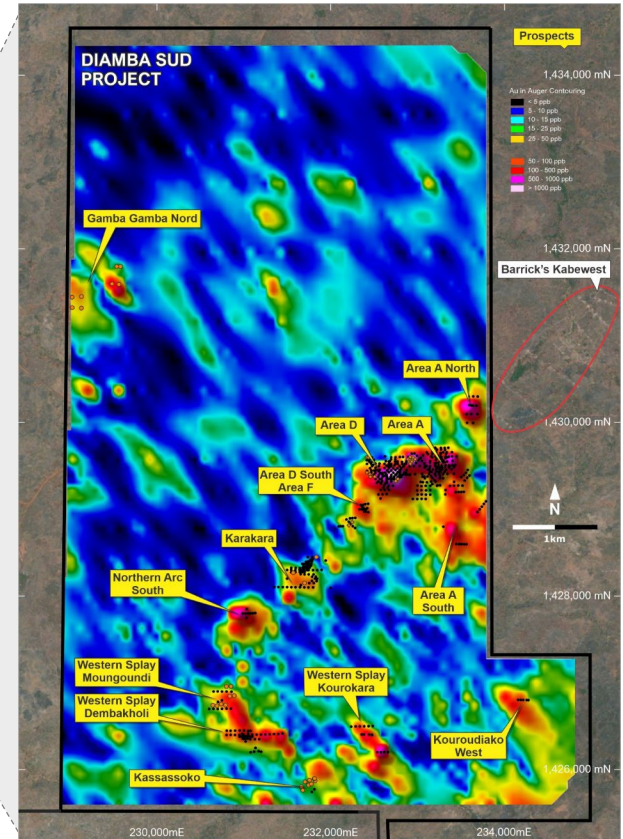 DIAMBA SUD
PROJECT
Prospects
1,434,000 mN
Au in Auger Contouring
< 5 ppb
5 - 10 ppb
10 - 15 ppb
15 - 25 ppb
25 - 50 ppb
50 - 100 ppb
100 - 500 ppb
500 - 1000 ppb
> 1000 ppb
Gamba Gamba Nord
1,432,000 mN
Barrick's Kabewest
Area A North
1,430,000 mN
Area D
Area A
Area D South
Area F
N
1km
Karakara
Northern Arc
South
Area A
South
1,428,000 mN
Western Splay
Moungoundi
Western Splay
Kourokara
Western Splay
Dembakholi
Kouroudiako
West
Kassassoko
1,426,000 mN
230,000mE
232,000mE
234,000mE